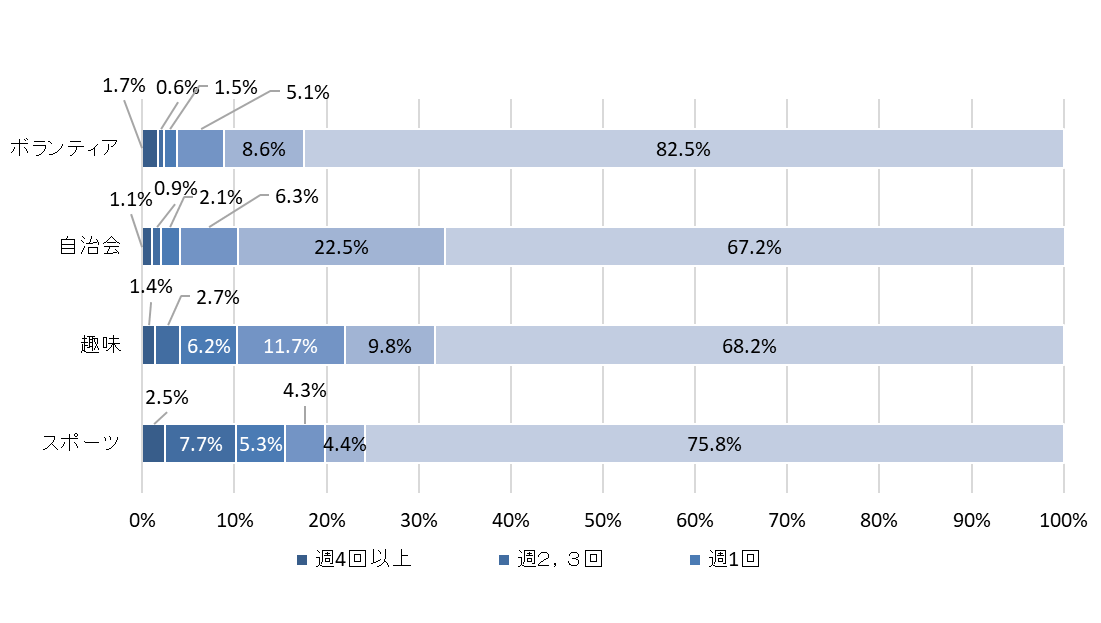 1.7% 0.6% 1.5% 5.1%
ボランティア 8.6% 82.5%
1.1% 0.9% 2.1% 6.3%
自治会 22.5% 67.2%
1.4% 2.7%
趣味 6.2% 11.7% 9.8% 68.2%
2.5% 4.3%
スポーツ 7.7% 5.3% 4.4% 75.8%
0% 10% 20% 30% 40% 50% 60% 70% 80% 90% 100%
週4回以上 週２，３回 週1回